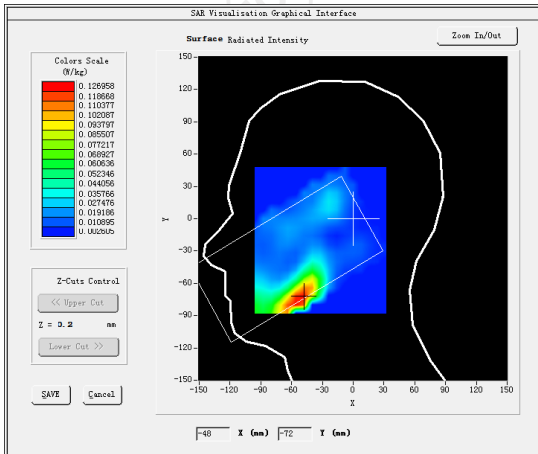 SAR Visualisation Graphical Interface
Surface Radiated Intensity
Zoom In/Out
Colors Scale
(W/kg)
0.126958
0.118668
0.110377
0.102087
0.093797
0.085507
0.077217
0.068927
0.060636
0.052346
0.044056
0.035766
0.027476
0.019186
0.010895
0.002605
150
120
90
60
30
0
-30
-60
-90
-120
-150
Y
-150 -120 -90 -60 -30 0 30 60 90 120 150
X
Z-Cuts Control
<< Upper Cut
Z = 0.2 mm
Lower Cut >>
SAVE Cancel
-48 X (mm) -72 Y (mm)